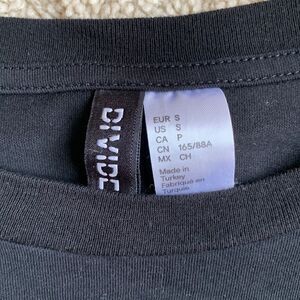 DIVIDE
EUR S
US S
CA P
CN 165/88A
MX CH
Made in
Turkey
Fabriqué en
Turquie